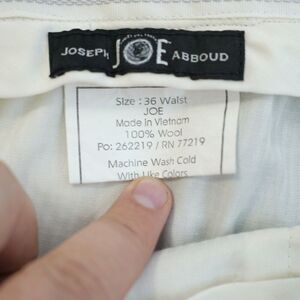 JOSEPH JOE ABBOUD
Size : 36 Waist
JOE
Made in Vietnam
100% Wool
Po: 262219 / RN 77219
Machine Wash Cold
With Like Colors